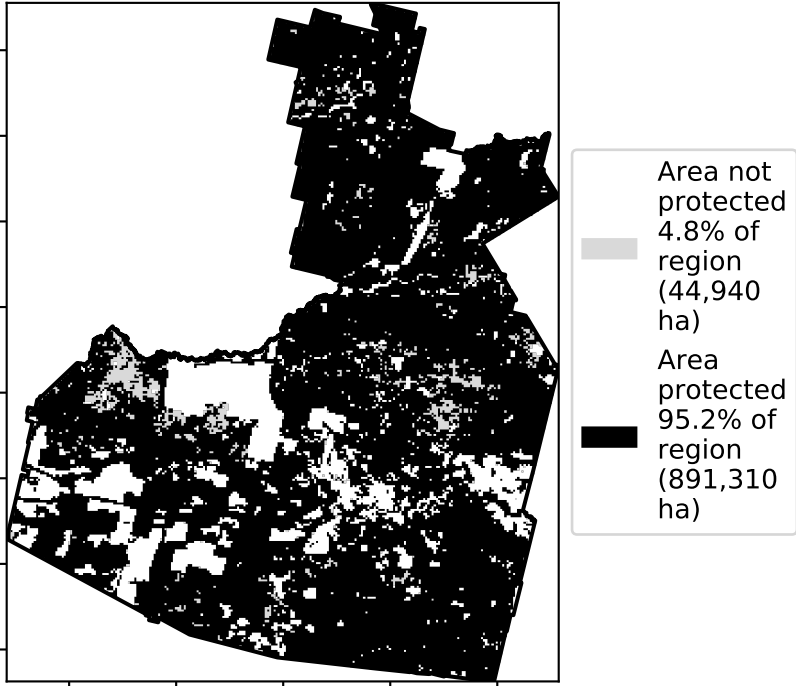 Area not
protected
4.8% of
region
(44,940
ha)
Area
protected
95.2% of
region
(891,310
ha)